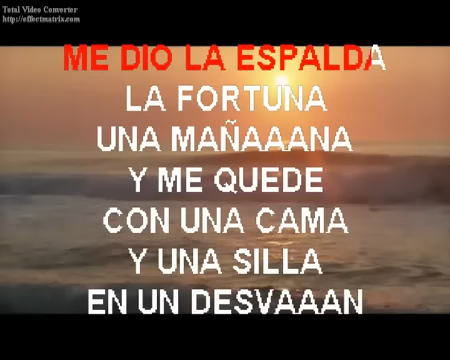 Total Video Converter
http://effectmatrix.com
ME DIO LA ESPALDA
LA FORTUNA
UNA MAÑAAANA
Y ME QUEDE
CON UNA CAMA
Y UNA SILLA
EN UN DESVAAAN